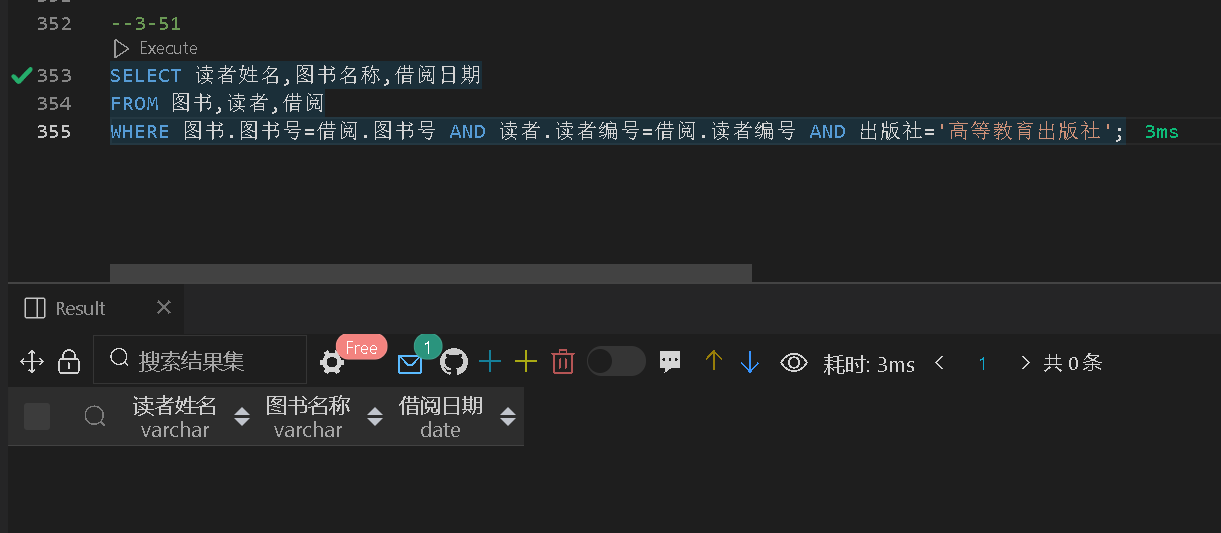 352 --3-51
Execute
353 SELECT 读者姓名,图书名称,借阅日期
354 FROM 图书,读者,借阅
355 WHERE 图书.图书号=借阅.图书号 AND 读者.读者编号=借阅.读者编号 AND 出版社='高等教育出版社'; 3ms
Result
搜索结果集 Free 1 耗时: 3ms 1 共 0 条
读者姓名 图书名称 借阅日期
varchar varchar date